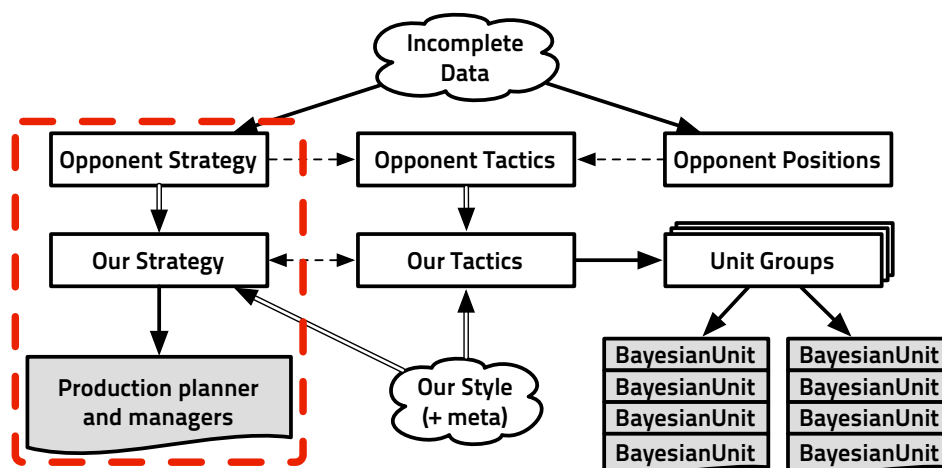 Incomplete
Data
Opponent Strategy
Opponent Tactics
Opponent Positions
Our Strategy
Our Tactics
Unit Groups
Production planner
and managers
Our Style
(+ meta)
BayesianUnit
BayesianUnit
BayesianUnit
BayesianUnit
BayesianUnit
BayesianUnit
BayesianUnit
BayesianUnit